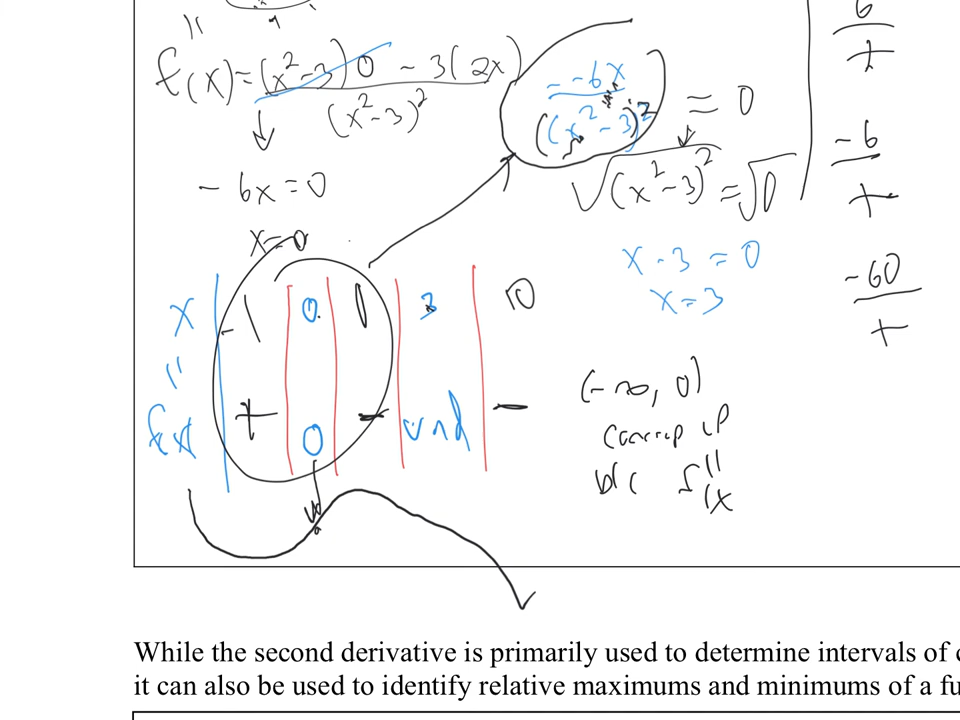 f''(x) = (x²-3)0 - 3(2x)
(x²-3)²
= -6x
(x²-3)²
= 0
-6x = 0
x = 0
√(x²-3)² = √0
x-3 = 0
x = 3
6
+
-6
+
-60
+
x -1 0 1 3 10
f''(x) + 0 - und -
(-∞, 0)
concup up
b/c f''(x
While the second derivative is primarily used to determine intervals of
it can also be used to identify relative maximums and minimums of a fu